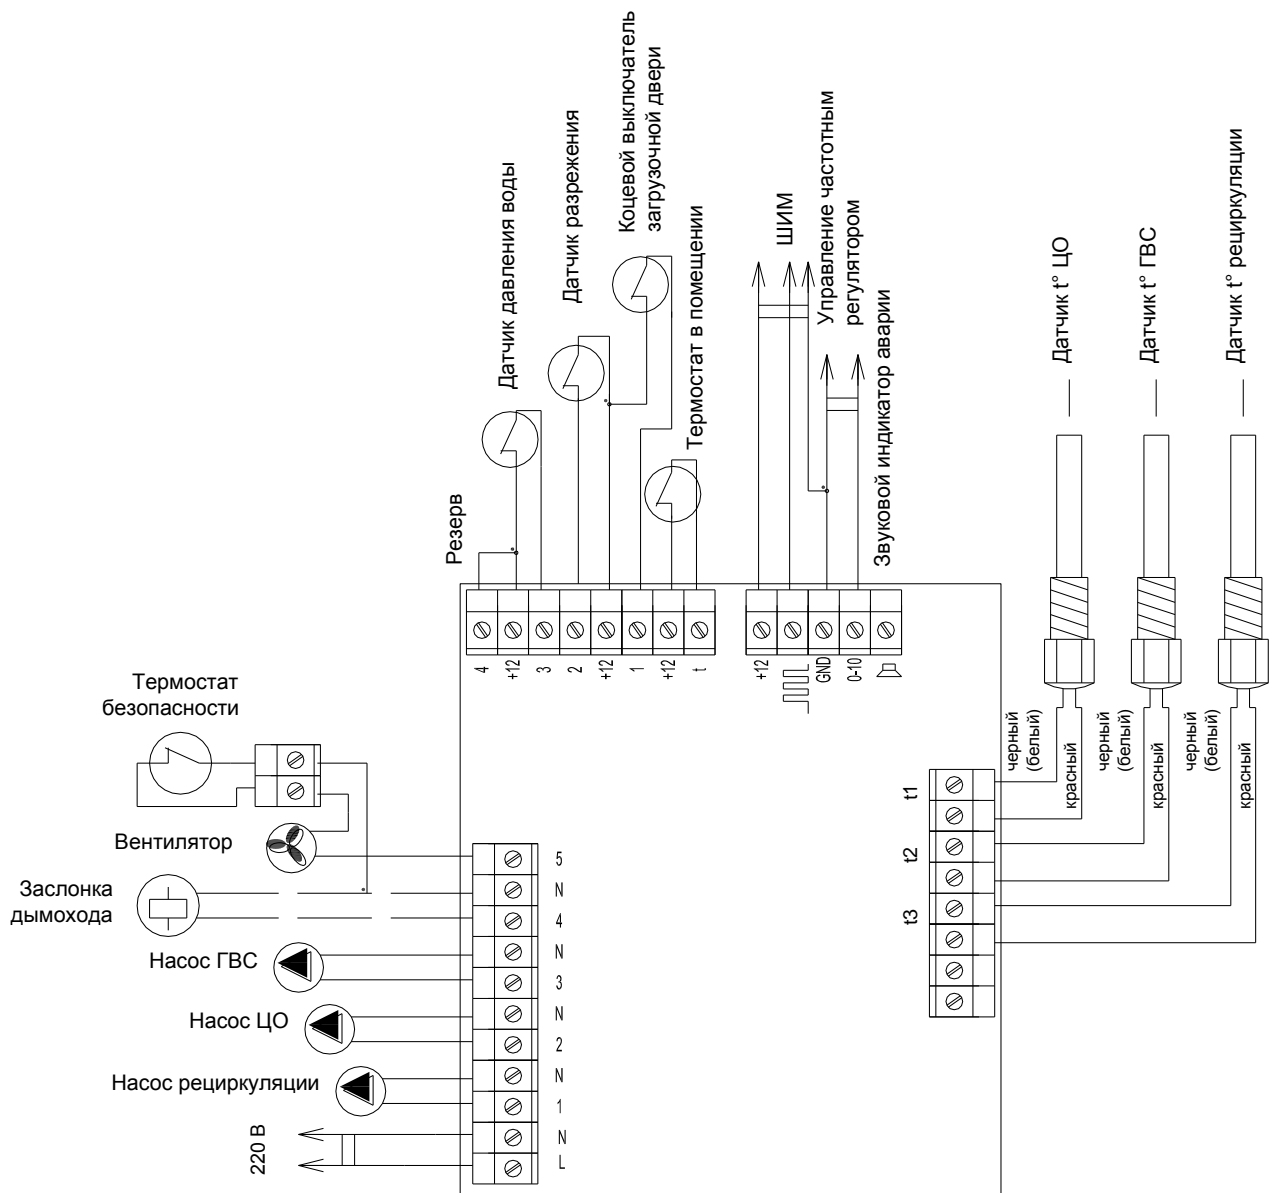 Резерв
Датчик давления воды
Датчик разрежения
Коцевой выключатель
загрузочной двери
Термостат в помещении
ШИМ
Управление частотным
регулятором
Звуковой индикатор аварии
Датчик t° ЦО
Датчик t° ГВС
Датчик t° рециркуляции
4
+12
3
2
+12
1
+12
t
+12
GND
0-10
Термостат
безопасности
Вентилятор
Заслонка
дымохода
Насос ГВС
Насос ЦО
Насос рециркуляции
220 В
5
N
4
N
3
N
2
N
1
N
L
t1
t2
t3
черный
(белый)
красный
черный
(белый)
красный
черный
(белый)
красный